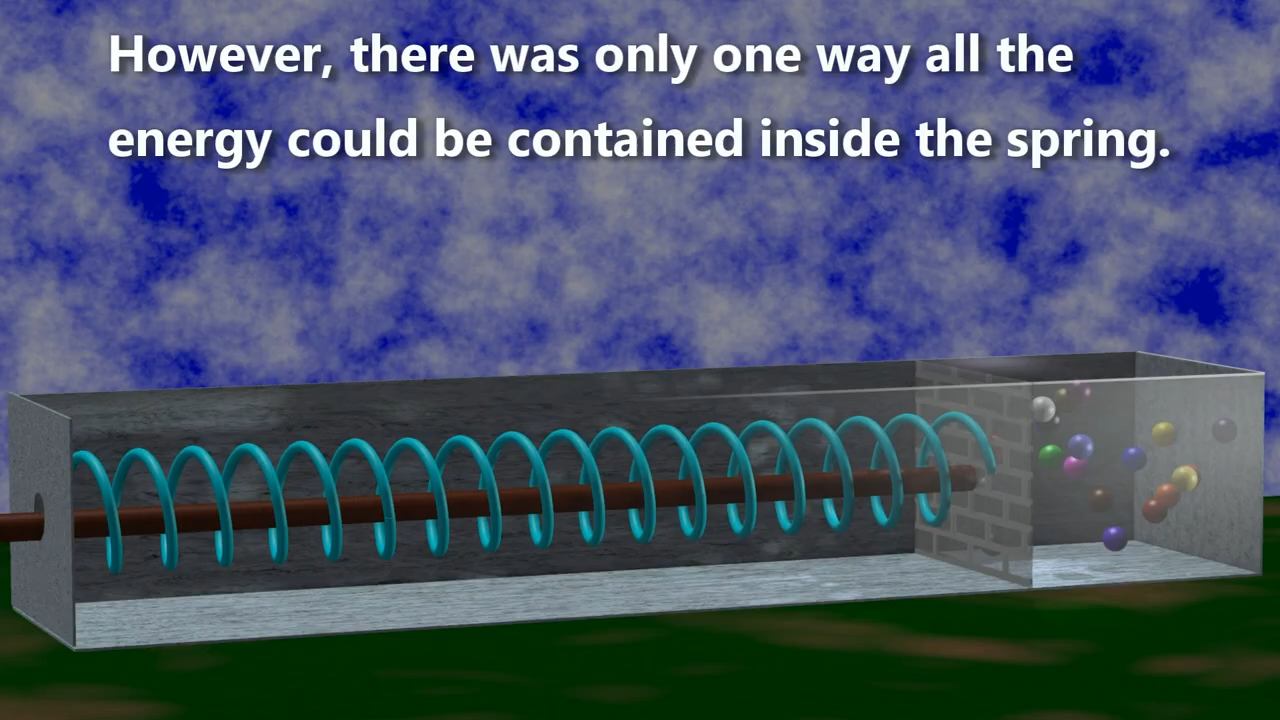 However, there was only one way all the
energy could be contained inside the spring.